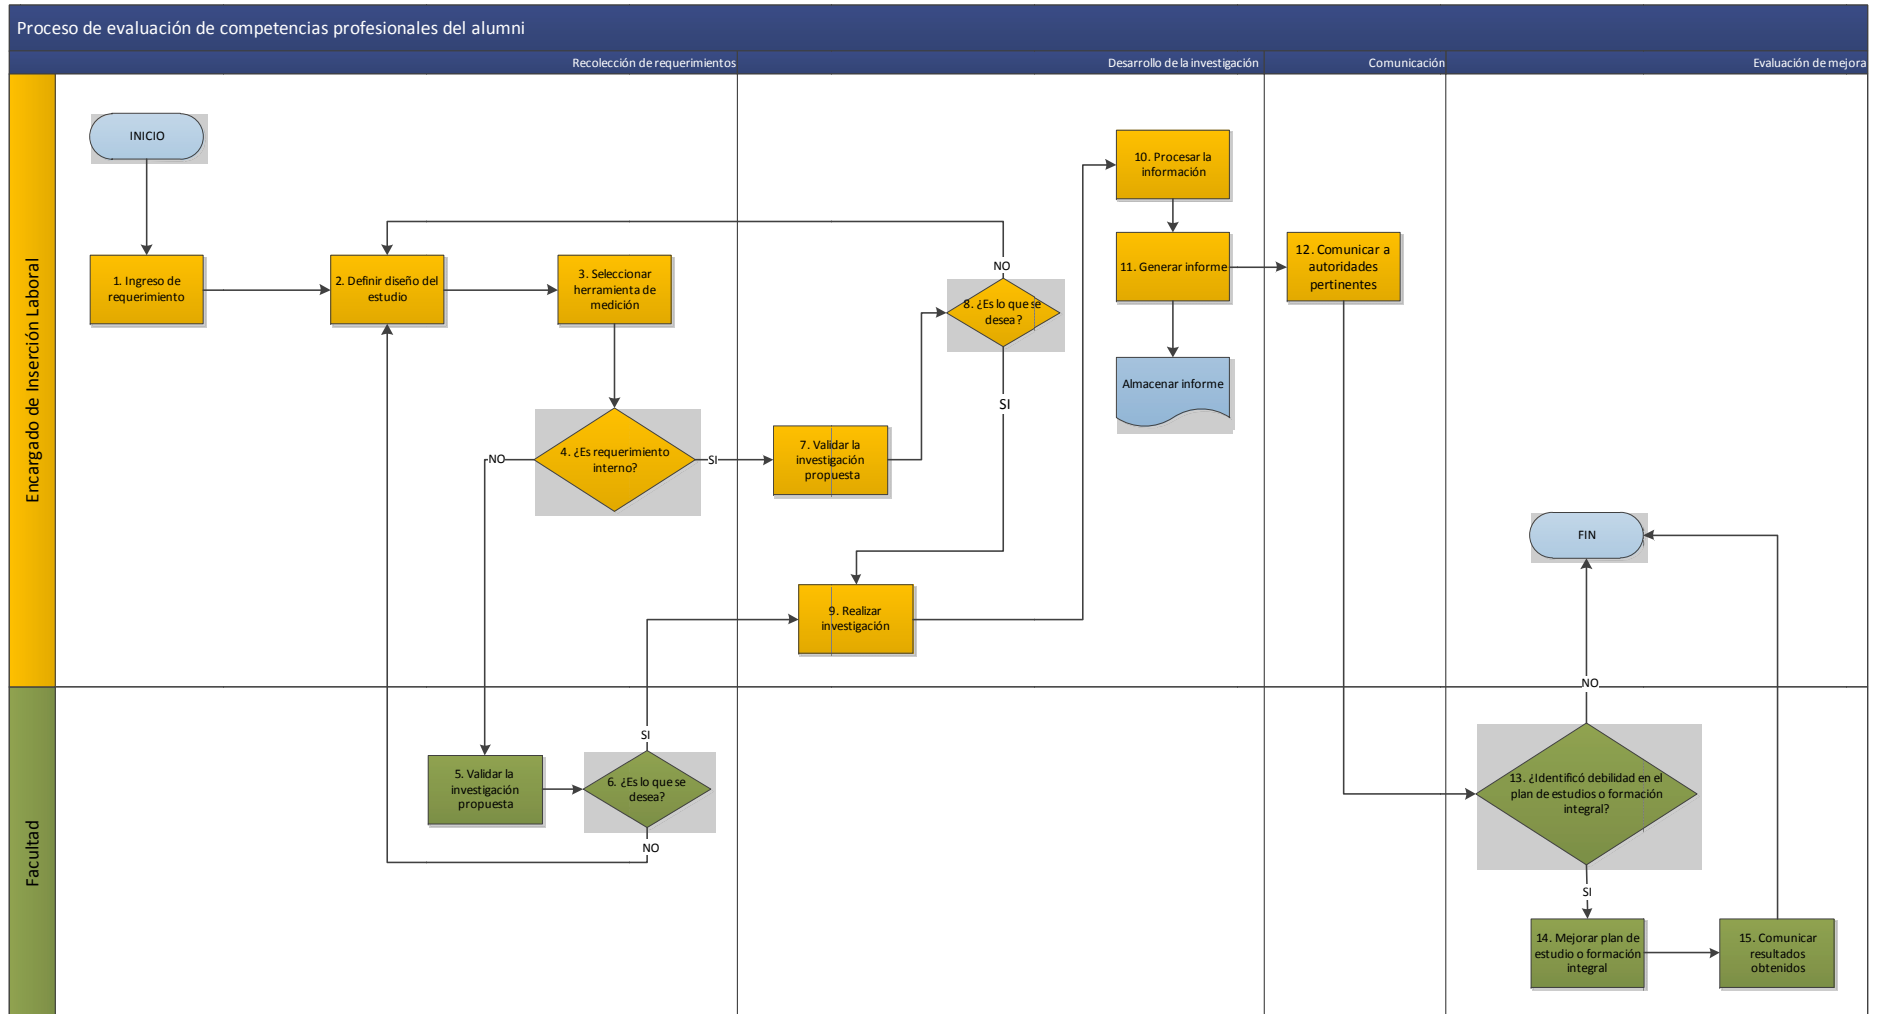 Proceso de evaluación de competencias profesionales del alumni
Recolección de requerimientos
Desarrollo de la investigación
Comunicación
Evaluación de mejora
Encargado de Inserción Laboral
INICIO
1. Ingreso de
requerimiento
2. Definir diseño del
estudio
3. Seleccionar
herramienta de
medición
4. ¿Es requerimiento
interno?
NO
SI
7. Validar la
investigación
propuesta
NO
8. ¿Es lo que se
desea?
SI
9. Realizar
investigación
10. Procesar la
información
11. Generar informe
Almacenar informe
12. Comunicar a
autoridades
pertinentes
FIN
NO
Facultad
5. Validar la
investigación
propuesta
SI
6. ¿Es lo que se
desea?
NO
13. ¿Identificó debilidad en el
plan de estudios o formación
integral?
SI
14. Mejorar plan de
estudio o formación
integral
15. Comunicar
resultados
obtenidos